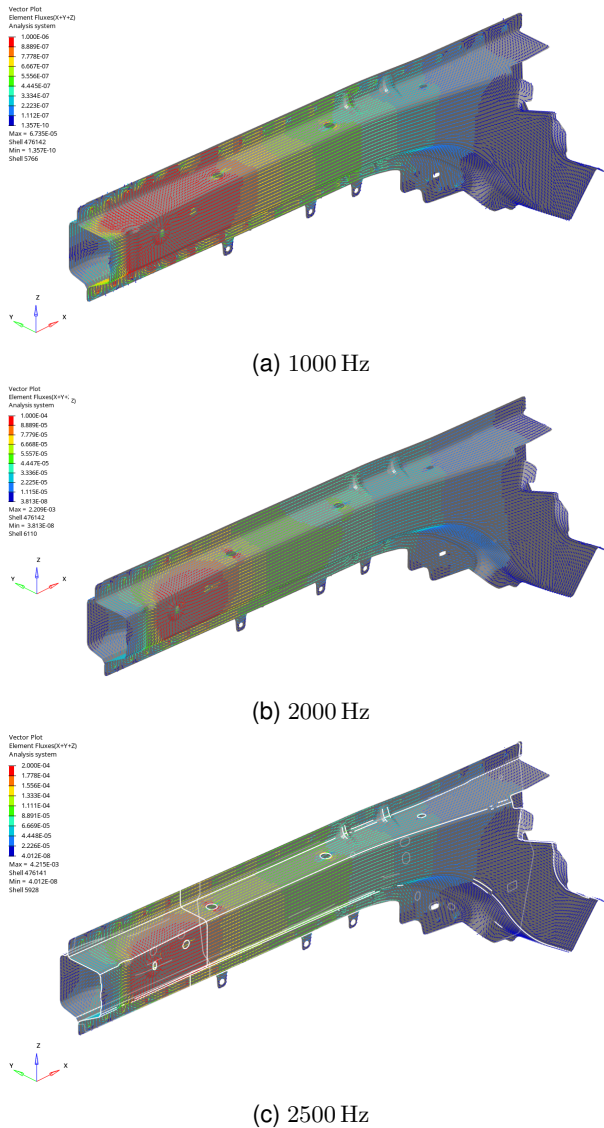 Vector Plot
Element Fluxes(X+Y+Z)
Analysis system
1.000E-06
8.889E-07
7.778E-07
6.667E-07
5.556E-07
4.445E-07
3.334E-07
2.223E-07
1.112E-07
1.357E-10
Max = 6.735E-05
Shell 476142
Min = 1.357E-10
Shell 5766
Z
Y
X
(a) 1000 Hz
Vector Plot
Element Fluxes(X+Y+Z)
Analysis system
1.000E-04
8.889E-05
7.779E-05
6.668E-05
5.557E-05
4.447E-05
3.336E-05
2.225E-05
1.115E-05
3.813E-08
Max = 2.209E-03
Shell 476142
Min = 3.813E-08
Shell 6110
Z
Y
X
(b) 2000 Hz
Vector Plot
Element Fluxes(X+Y+Z)
Analysis system
2.000E-04
1.778E-04
1.556E-04
1.333E-04
1.111E-04
8.891E-05
6.669E-05
4.448E-05
2.226E-05
4.012E-08
Max = 4.215E-03
Shell 476141
Min = 4.012E-08
Shell 5928
Z
Y
X
(c) 2500 Hz